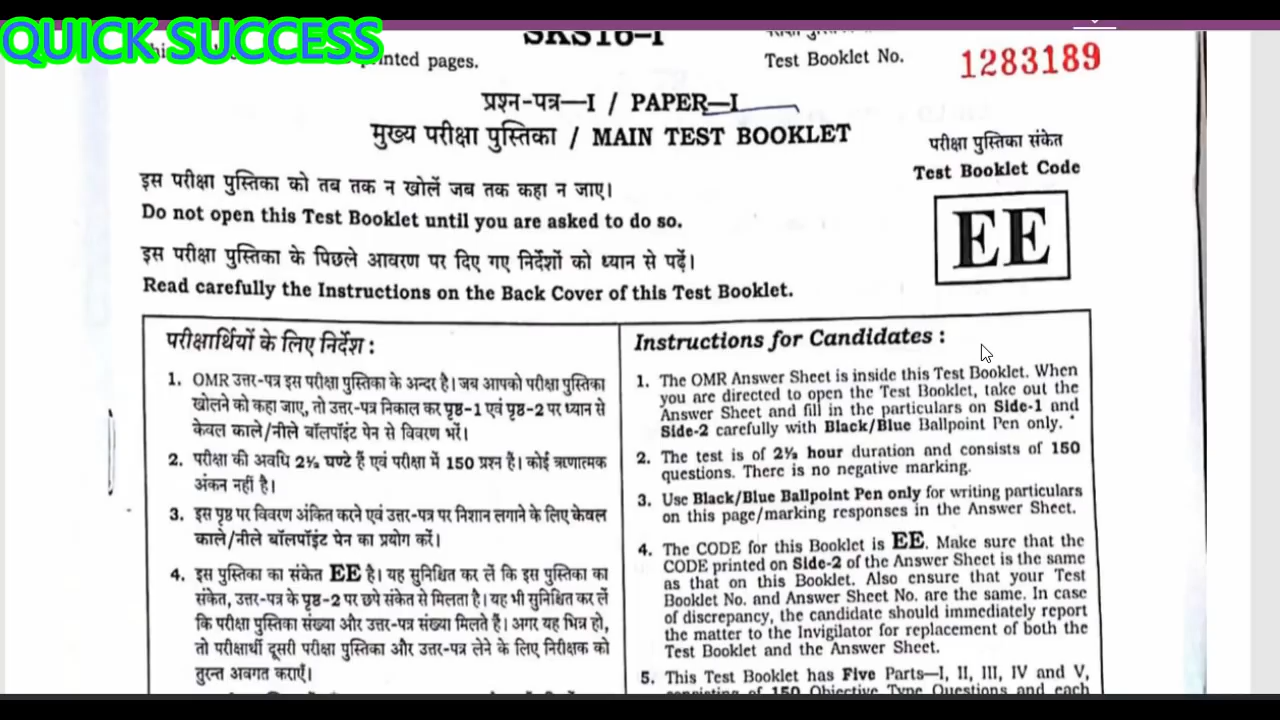 QUICK SUCCESS
SRS16-I
printed pages.
Test Booklet No.
1283189
प्रश्न-पत्र—I / PAPER—I
मुख्य परीक्षा पुस्तिका / MAIN TEST BOOKLET
परीक्षा पुस्तिका संकेत
Test Booklet Code
EE
इस परीक्षा पुस्तिका को तब तक न खोलें जब तक कहा न जाए।
Do not open this Test Booklet until you are asked to do so.
इस परीक्षा पुस्तिका के पिछले आवरण पर दिए गए निर्देशों को ध्यान से पढ़ें।
Read carefully the Instructions on the Back Cover of this Test Booklet.
परीक्षार्थियों के लिए निर्देश :
1. OMR उत्तर-पत्र इस परीक्षा पुस्तिका के अन्दर है। जब आपको परीक्षा पुस्तिका
खोलने को कहा जाए, तो उत्तर-पत्र निकाल कर पृष्ठ-1 एवं पृष्ठ-2 पर ध्यान से
केवल काले/नीले बॉलपॉइंट पेन से विवरण भरें।
2. परीक्षा की अवधि 2½ घण्टे हैं एवं परीक्षा में 150 प्रश्न है। कोई ऋणात्मक
अंकन नहीं है।
3. इस पृष्ठ पर विवरण अंकित करने एवं उत्तर-पत्र पर निशान लगाने के लिए केवल
काले/नीले बॉलपॉइंट पेन का प्रयोग करें।
4. इस पुस्तिका का संकेत EE है। यह सुनिश्चित कर लें कि इस पुस्तिका का
संकेत, उत्तर-पत्र के पृष्ठ-2 पर छपे संकेत से मिलता है। यह भी सुनिश्चित कर लें
कि परीक्षा पुस्तिका संख्या और उत्तर-पत्र संख्या मिलते हैं। अगर यह भिन्न हो,
तो परीक्षार्थी दूसरी परीक्षा पुस्तिका और उत्तर-पत्र लेने के लिए निरीक्षक को
तुरन्त अवगत कराएँ।
Instructions for Candidates :
1. The OMR Answer Sheet is inside this Test Booklet. When
you are directed to open the Test Booklet, take out the
Answer Sheet and fill in the particulars on Side-1 and
Side-2 carefully with Black/Blue Ballpoint Pen only.
2. The test is of 2½ hour duration and consists of 150
questions. There is no negative marking.
3. Use Black/Blue Ballpoint Pen only for writing particulars
on this page/marking responses in the Answer Sheet.
4. The CODE for this Booklet is EE. Make sure that the
CODE printed on Side-2 of the Answer Sheet is the same
as that on this Booklet. Also ensure that your Test
Booklet No. and Answer Sheet No. are the same. In case
of discrepancy, the candidate should immediately report
the matter to the Invigilator for replacement of both the
Test Booklet and the Answer Sheet.
5. This Test Booklet has Five Parts—I, II, III, IV and V,
consisting of 150 Objective Type Questions and each